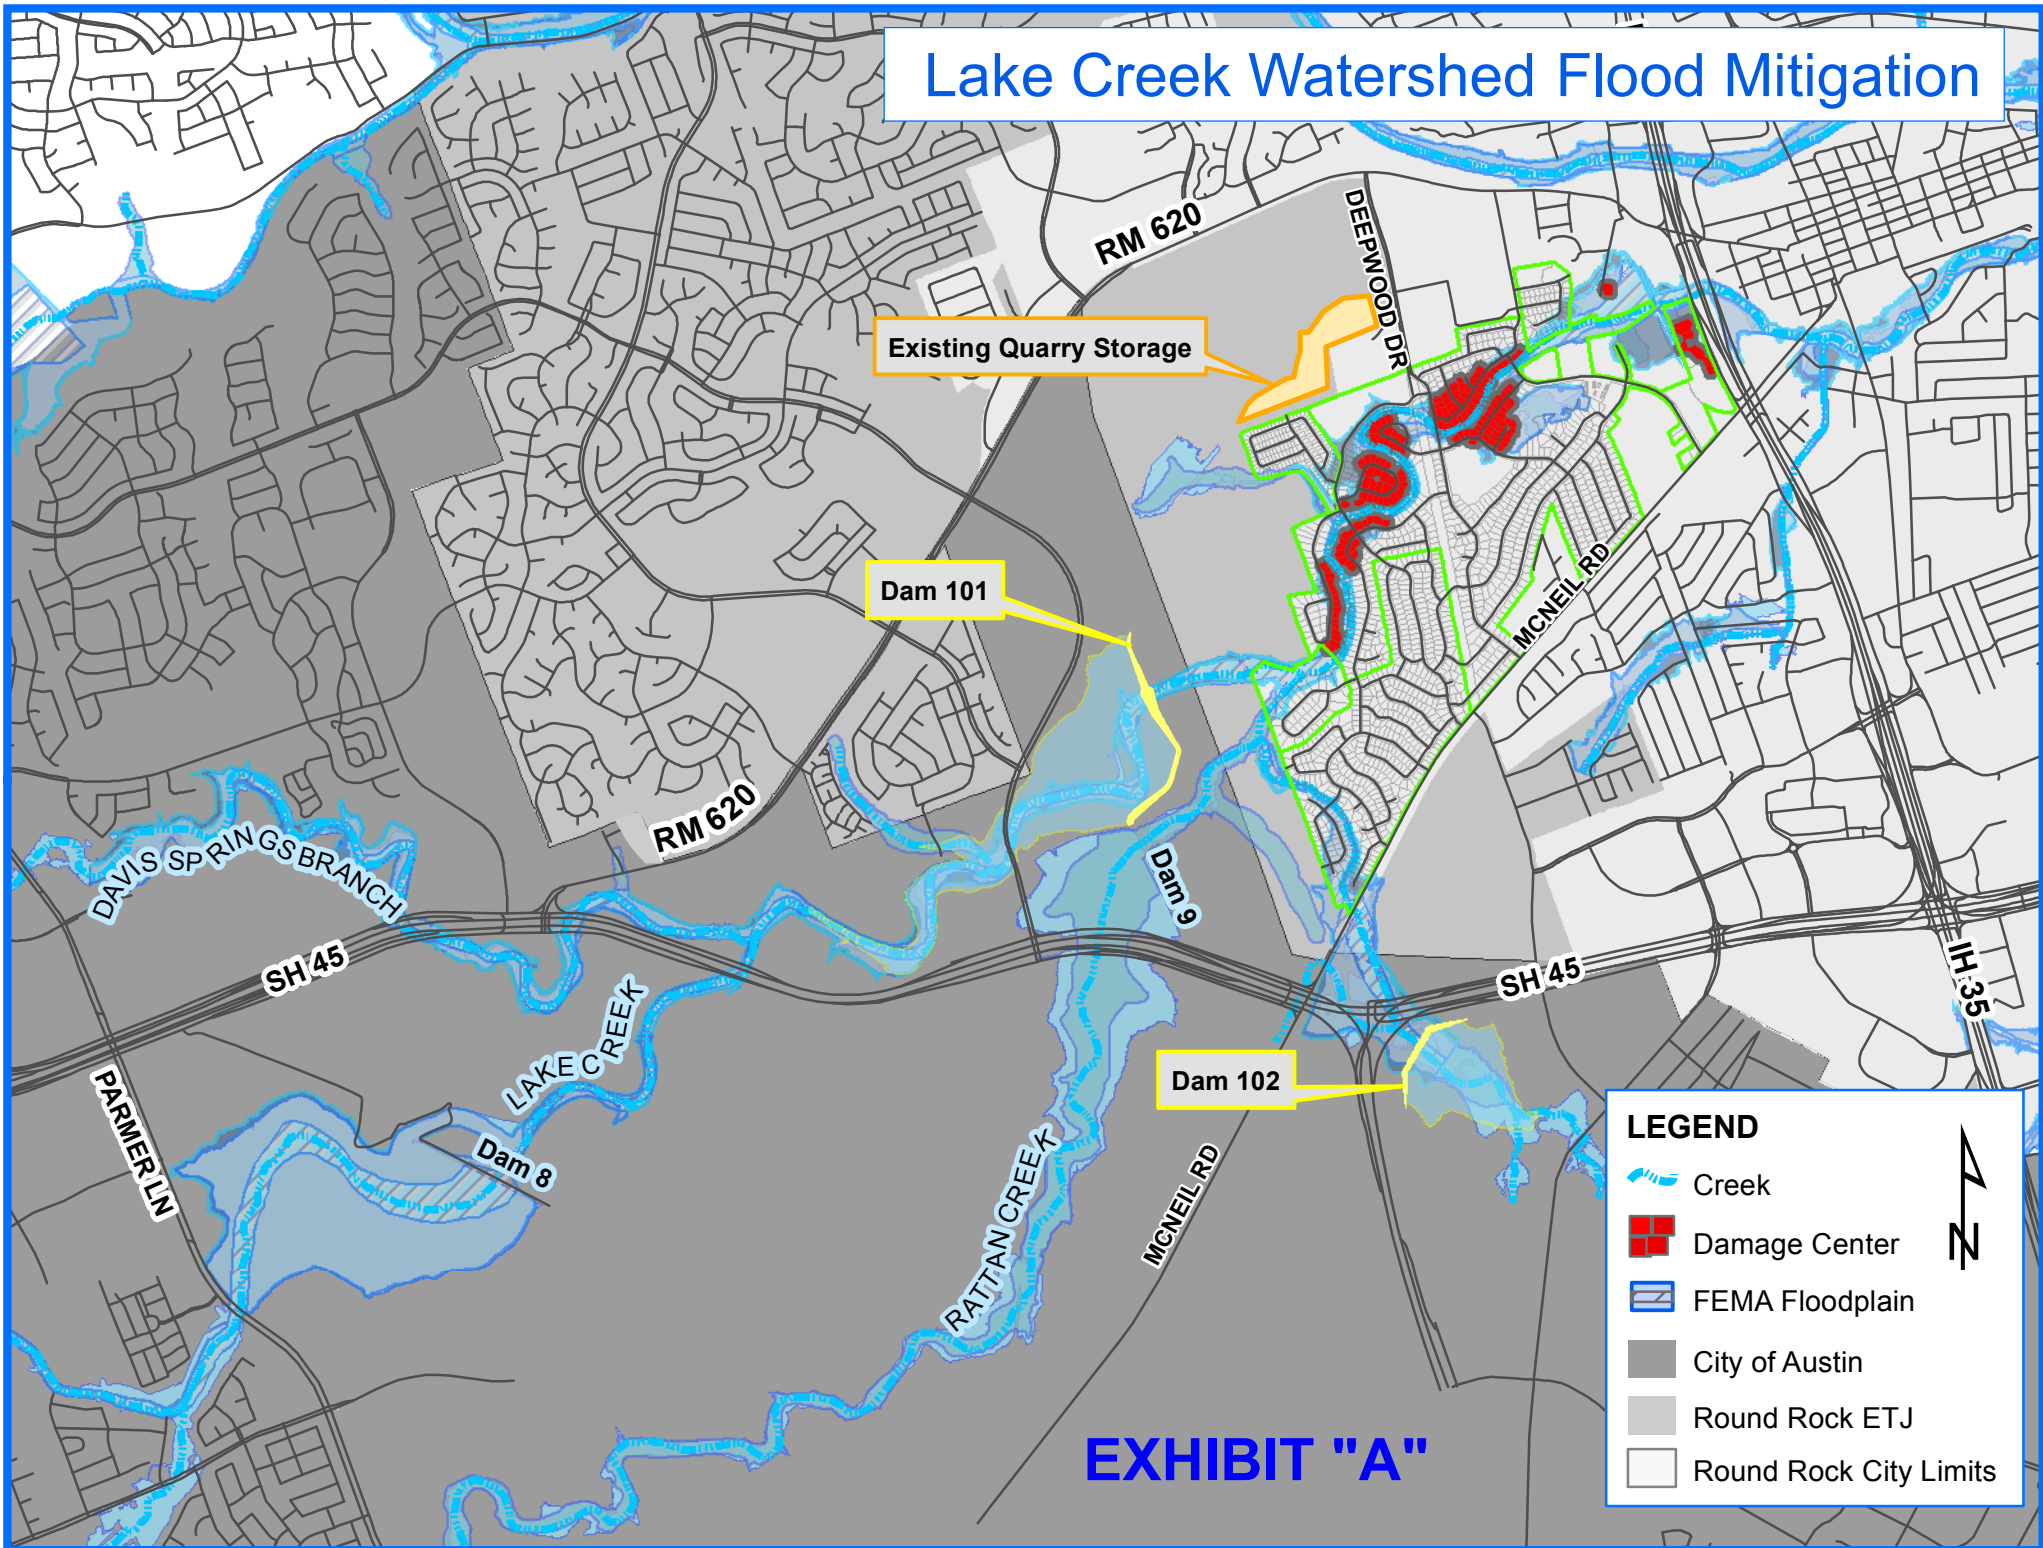 Lake Creek Watershed Flood Mitigation
RM 620
DEEPWOOD DR
Existing Quarry Storage
Dam 101
MCNEIL RD
RM 620
DAVIS SPRINGS BRANCH
Dam 9
SH 45
SH 45
IH 35
LAKE CREEK
Dam 102
PARMER LN
Dam 8
RATTAN CREEK
MCNEIL RD
LEGEND
Creek
Damage Center
FEMA Floodplain
City of Austin
Round Rock ETJ
Round Rock City Limits
N
EXHIBIT "A"